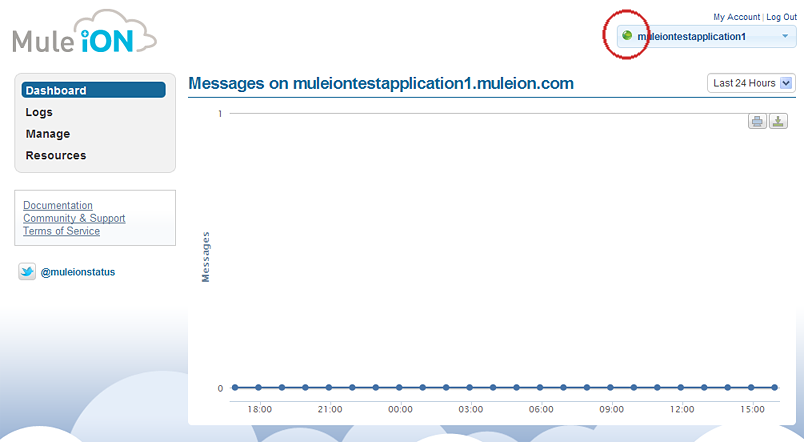 Mule iON
My Account | Log Out
muleiontestapplication1
Dashboard
Logs
Manage
Resources
Documentation
Community & Support
Terms of Service
@muleionstatus
Messages on muleiontestapplication1.muleion.com
Last 24 Hours
1
Messages
0
18:00 21:00 00:00 03:00 06:00 09:00 12:00 15:00